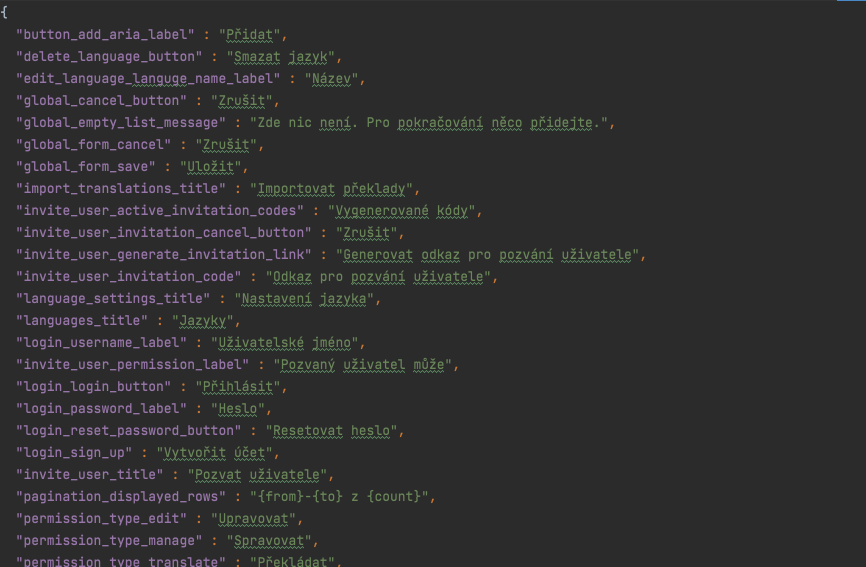 {
"button_add_aria_label" : "Přidat",
"delete_language_button" : "Smazat jazyk",
"edit_language_languge_name_label" : "Název",
"global_cancel_button" : "Zrušit",
"global_empty_list_message" : "Zde nic není. Pro pokračování něco přidejte.",
"global_form_cancel" : "Zrušit",
"global_form_save" : "Uložit",
"import_translations_title" : "Importovat překlady",
"invite_user_active_invitation_codes" : "Vygenerované kódy",
"invite_user_invitation_cancel_button" : "Zrušit",
"invite_user_generate_invitation_link" : "Generovat odkaz pro pozvání uživatele",
"invite_user_invitation_code" : "Odkaz pro pozvání uživatele",
"language_settings_title" : "Nastavení jazyka",
"languages_title" : "Jazyky",
"login_username_label" : "Uživatelské jméno",
"invite_user_permission_label" : "Pozvaný uživatel může",
"login_login_button" : "Přihlásit",
"login_password_label" : "Heslo",
"login_reset_password_button" : "Resetovat heslo",
"login_sign_up" : "Vytvořit účet",
"invite_user_title" : "Pozvat uživatele",
"pagination_displayed_rows" : "{from}-{to} z {count}",
"permission_type_edit" : "Upravovat",
"permission_type_manage" : "Spravovat",
"permission_type_translate" : "Překládat",